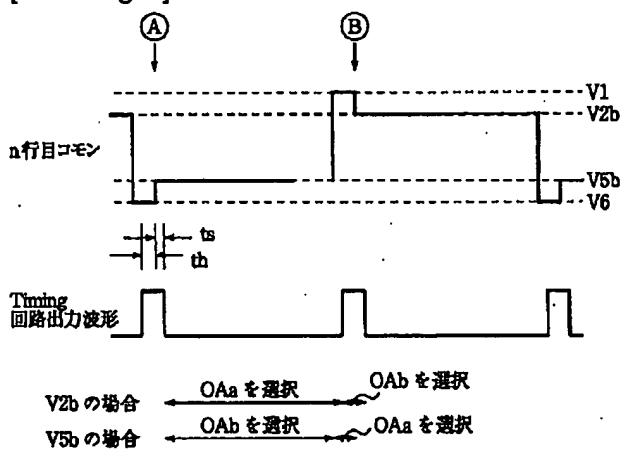 Ⓐ Ⓑ
V1
V2b
n行目コモン
V5b
V6
ts
th
Timing
回路出力波形
V2b の場合 OAa を選択 OAb を選択
V5b の場合 OAb を選択 OAa を選択